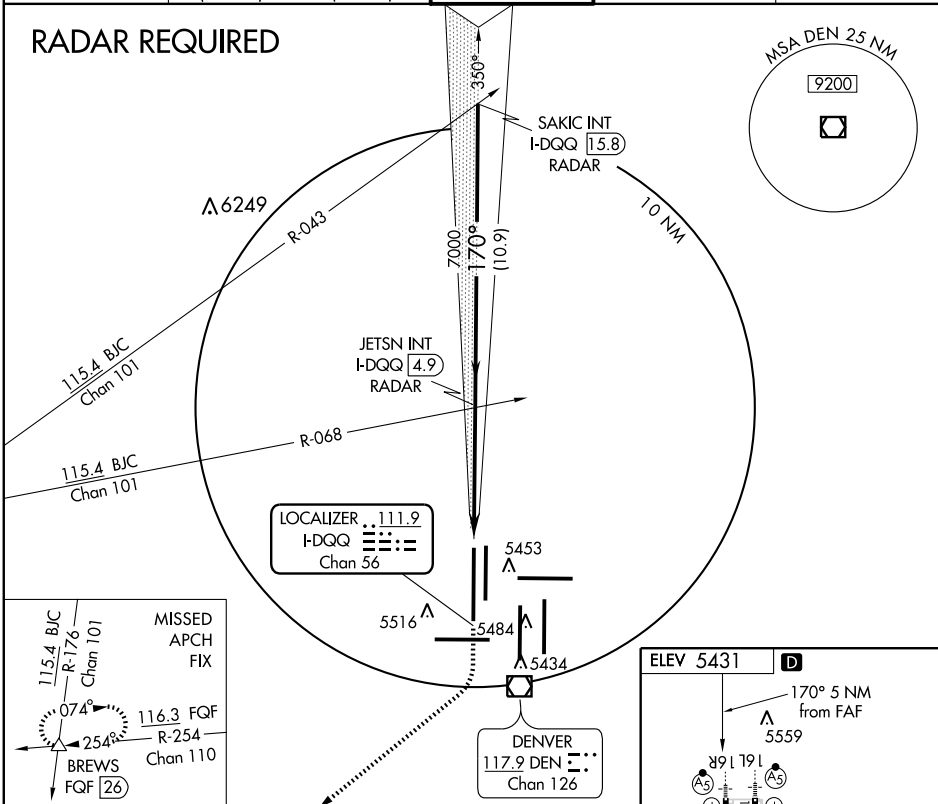 RADAR REQUIRED
MSA DEN 25 NM
9200
350°
SAKIC INT
I-DQQ 15.8
RADAR
6249
R-043
10 NM
7000
170°
(10.9)
JETSN INT
I-DQQ 4.9
RADAR
115.4 BJC
Chan 101
R-068
115.4 BJC
Chan 101
LOCALIZER 111.9
I-DQQ
Chan 56
5453
5516
5484
5434
MISSED
APCH
FIX
115.4 BJC
R-176
Chan 101
074°
254°
116.3 FQF
R-254
Chan 110
BREWS
FQF 26
DENVER
117.9 DEN
Chan 126
ELEV 5431
D
170° 5 NM
from FAF
5559
16R
16L
A5
A5